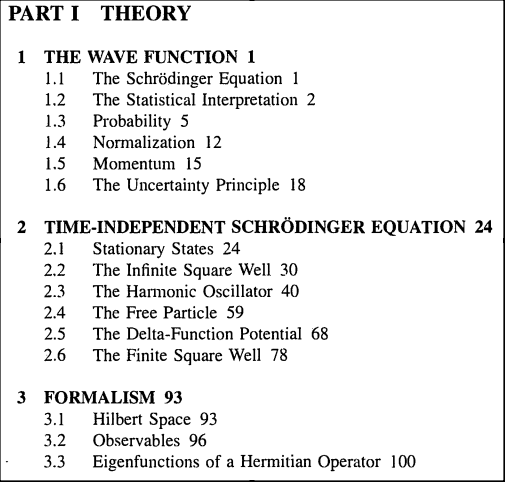 PART I THEORY
1 THE WAVE FUNCTION 1
1.1 The Schrödinger Equation 1
1.2 The Statistical Interpretation 2
1.3 Probability 5
1.4 Normalization 12
1.5 Momentum 15
1.6 The Uncertainty Principle 18
2 TIME-INDEPENDENT SCHRÖDINGER EQUATION 24
2.1 Stationary States 24
2.2 The Infinite Square Well 30
2.3 The Harmonic Oscillator 40
2.4 The Free Particle 59
2.5 The Delta-Function Potential 68
2.6 The Finite Square Well 78
3 FORMALISM 93
3.1 Hilbert Space 93
3.2 Observables 96
3.3 Eigenfunctions of a Hermitian Operator 100